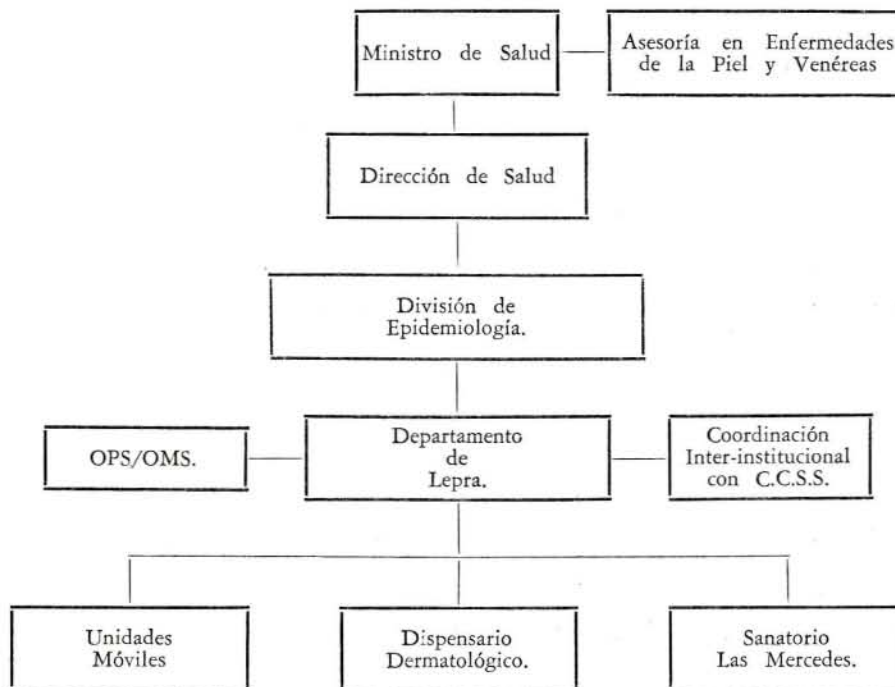 Ministro de Salud
Asesoría en Enfermedades
de la Piel y Venéreas
Dirección de Salud
División de
Epidemiología.
OPS/OMS.
Departamento
de
Lepra.
Coordinación
Inter-institucional
con C.C.S.S.
Unidades
Móviles
Dispensario
Dermatológico.
Sanatorio
Las Mercedes.